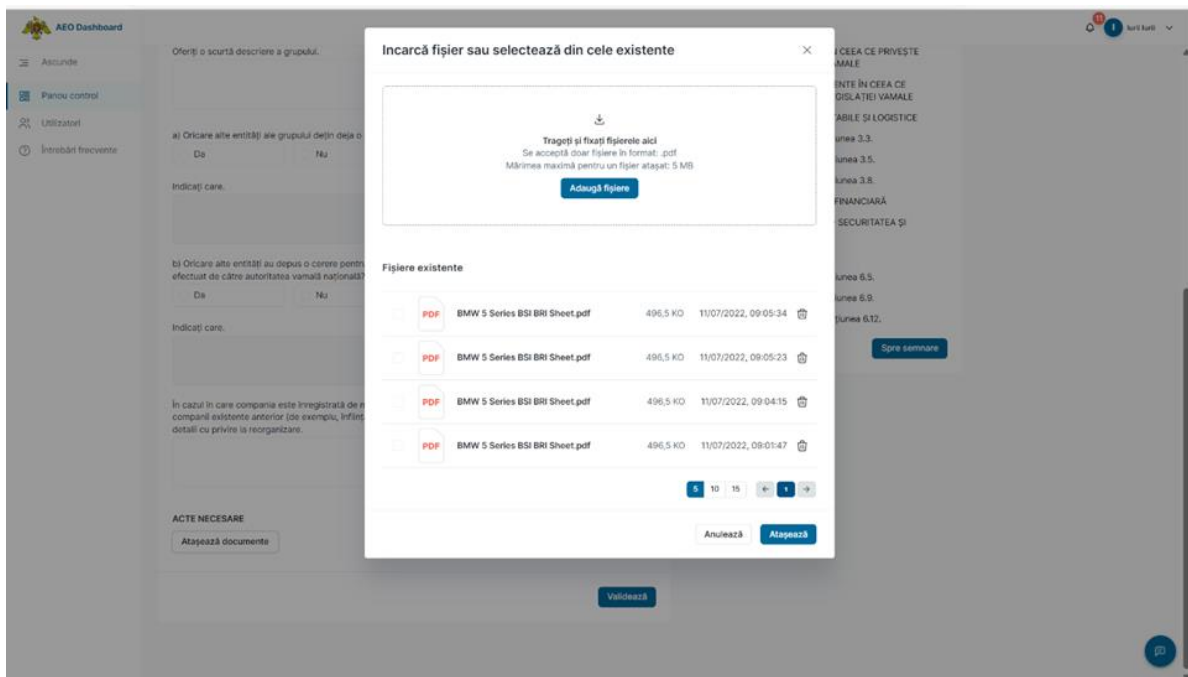 AEO Dashboard
11
I
Iurii Iurii
Ascunde
Panou control
Utilizatori
Întrebări frecvente
Oferiți o scurtă descriere a grupului.
a) Oricare alte entități ale grupului dețin deja o
Da
Nu
Indicați care.
b) Oricare alte entități au depus o cerere pentru
efectuat de către autoritatea vamală națională?
Da
Nu
Indicați care.
În cazul în care compania este înregistrată de
companii existente anterior (de exemplu, înființ
detalii cu privire la reorganizare.
ACTE NECESARE
Atașează documente
Validează
Incarcă fișier sau selectează din cele existente
Trageți și fixați fișierele aici
Se acceptă doar fișiere în format: .pdf
Mărimea maximă pentru un fișier atașat: 5 MB
Adaugă fișiere
Fișiere existente
PDF BMW 5 Series BSI BRI Sheet.pdf 496,5 KO 11/07/2022, 09:05:34
PDF BMW 5 Series BSI BRI Sheet.pdf 496,5 KO 11/07/2022, 09:05:23
PDF BMW 5 Series BSI BRI Sheet.pdf 496,5 KO 11/07/2022, 09:04:15
PDF BMW 5 Series BSI BRI Sheet.pdf 496,5 KO 11/07/2022, 09:01:47
5 10 15 ← 1 →
Anulează
Atașează
CEEA CE PRIVEȘTE
AMALE
ENTE ÎN CEEA CE
GISLAȚIEI VAMALE
ABILE ȘI LOGISTICE
unea 3.3.
unea 3.5.
unea 3.8.
FINANCIARĂ
SECURITATEA ȘI
unea 6.5.
unea 6.9.
țiunea 6.12.
Spre semnare